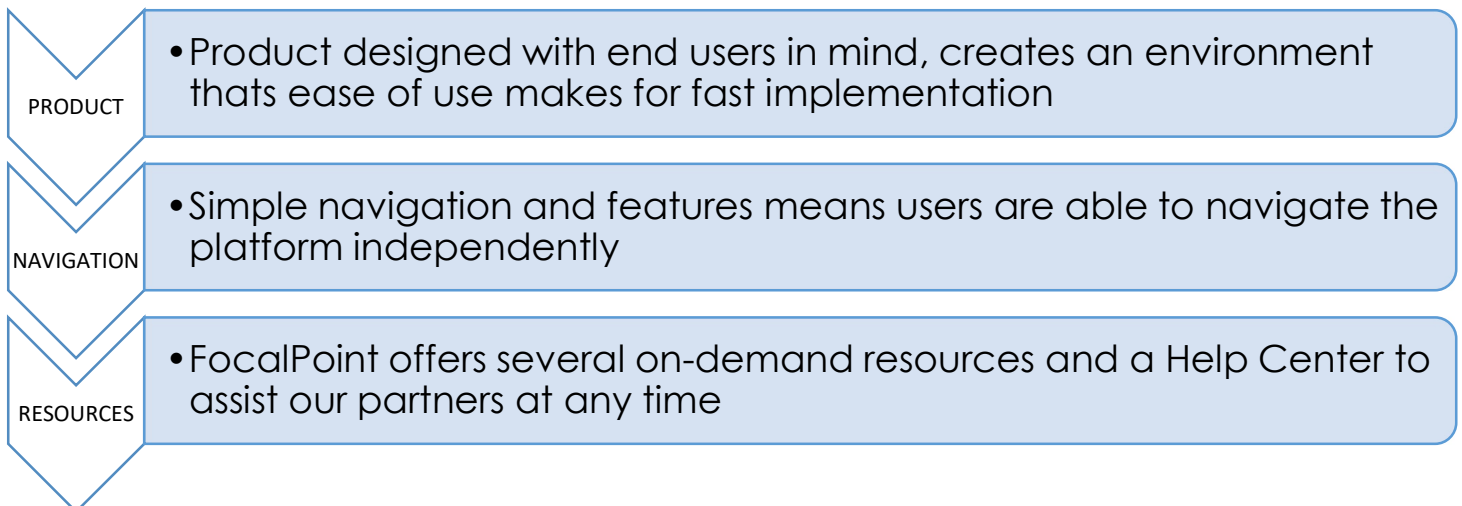 PRODUCT
•Product designed with end users in mind, creates an environment
thats ease of use makes for fast implementation
NAVIGATION
•Simple navigation and features means users are able to navigate the
platform independently
RESOURCES
•FocalPoint offers several on-demand resources and a Help Center to
assist our partners at any time